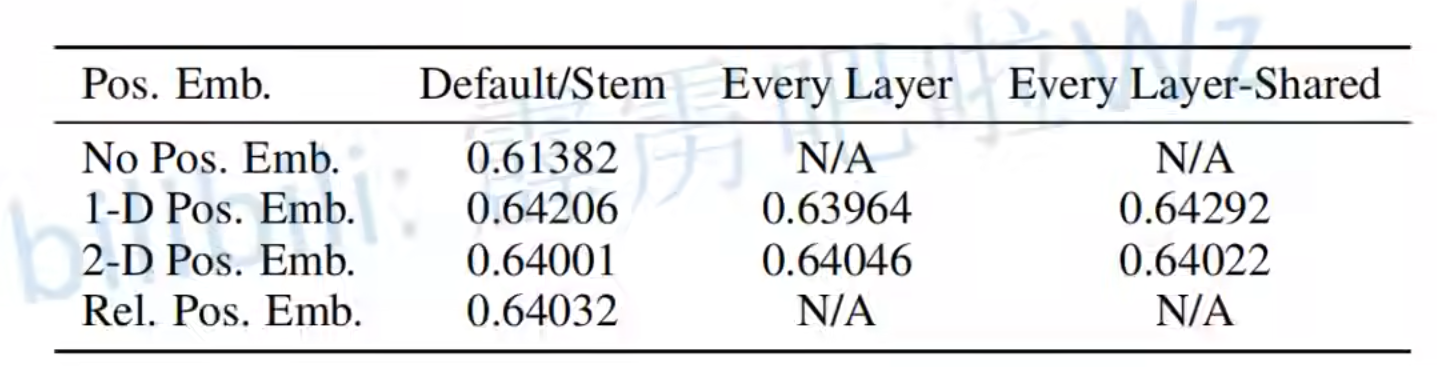 Pos. Emb. Default/Stem Every Layer Every Layer-Shared
No Pos. Emb. 0.61382 N/A N/A
1-D Pos. Emb. 0.64206 0.63964 0.64292
2-D Pos. Emb. 0.64001 0.64046 0.64022
Rel. Pos. Emb. 0.64032 N/A N/A
bilibili: 霹雳吧啦Wz